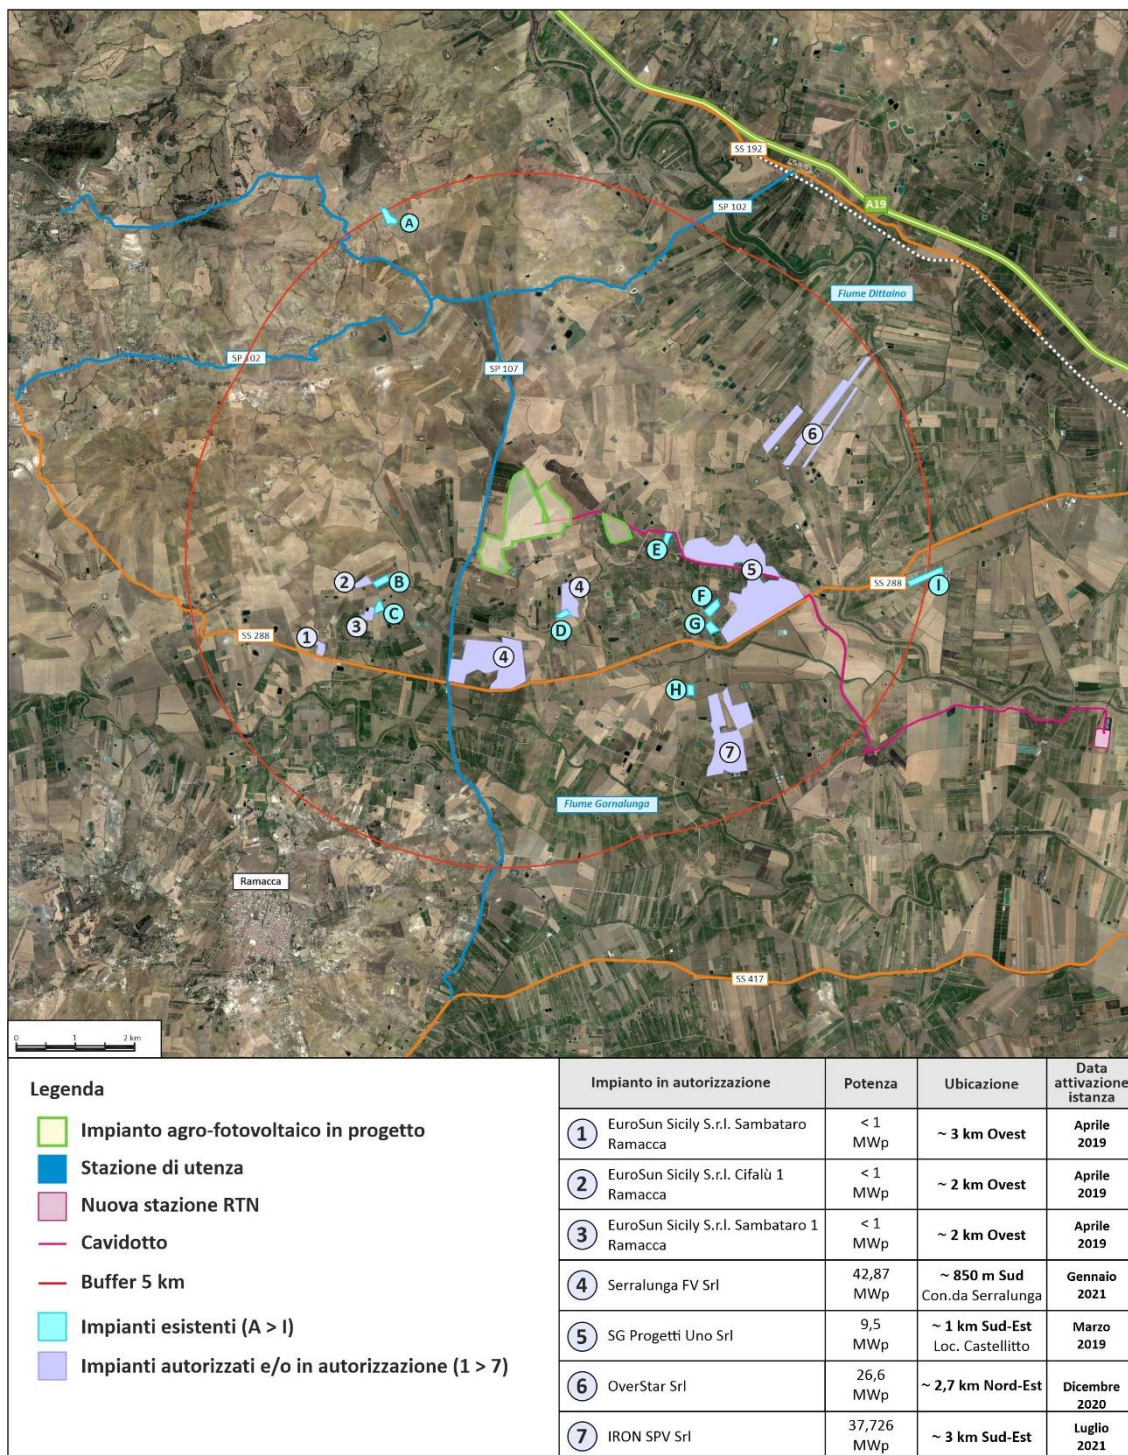 SS 192
A19
SP 102
A
Fiume Dittaino
SP 102
SP 107
6
E
5
2
B
4
SS 288
I
C
F
3
D
G
SS 288
1
4
H
7
Fiume Gornalunga
Ramacca
SS 417
0 1 2 km
Legenda
Impianto agro-fotovoltaico in progetto
Stazione di utenza
Nuova stazione RTN
Cavidotto
Buffer 5 km
Impianti esistenti (A > I)
Impianti autorizzati e/o in autorizzazione (1 > 7)
Impianto in autorizzazione Potenza Ubicazione Data attivazione istanza
1 EuroSun Sicily S.r.l. Sambataro Ramacca < 1 MWp ~ 3 km Ovest Aprile 2019
2 EuroSun Sicily S.r.l. Cifalù 1 Ramacca < 1 MWp ~ 2 km Ovest Aprile 2019
3 EuroSun Sicily S.r.l. Sambataro 1 Ramacca < 1 MWp ~ 2 km Ovest Aprile 2019
4 Serralunga FV Srl 42,87 MWp ~ 850 m Sud Con.da Serralunga Gennaio 2021
5 SG Progetti Uno Srl 9,5 MWp ~ 1 km Sud-Est Loc. Castellitto Marzo 2019
6 OverStar Srl 26,6 MWp ~ 2,7 km Nord-Est Dicembre 2020
7 IRON SPV Srl 37,726 MWp ~ 3 km Sud-Est Luglio 2021